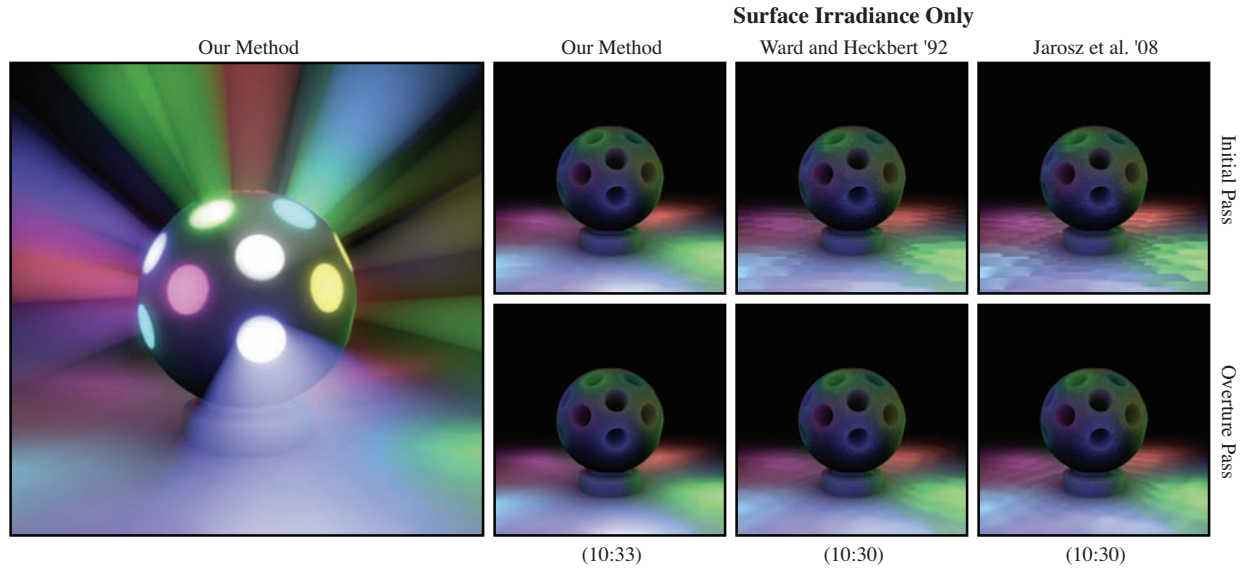 Surface Irradiance Only
Our Method
Our Method
Ward and Heckbert '92
Jarosz et al. '08
Initial Pass
Overture Pass
(10:33)
(10:30)
(10:30)